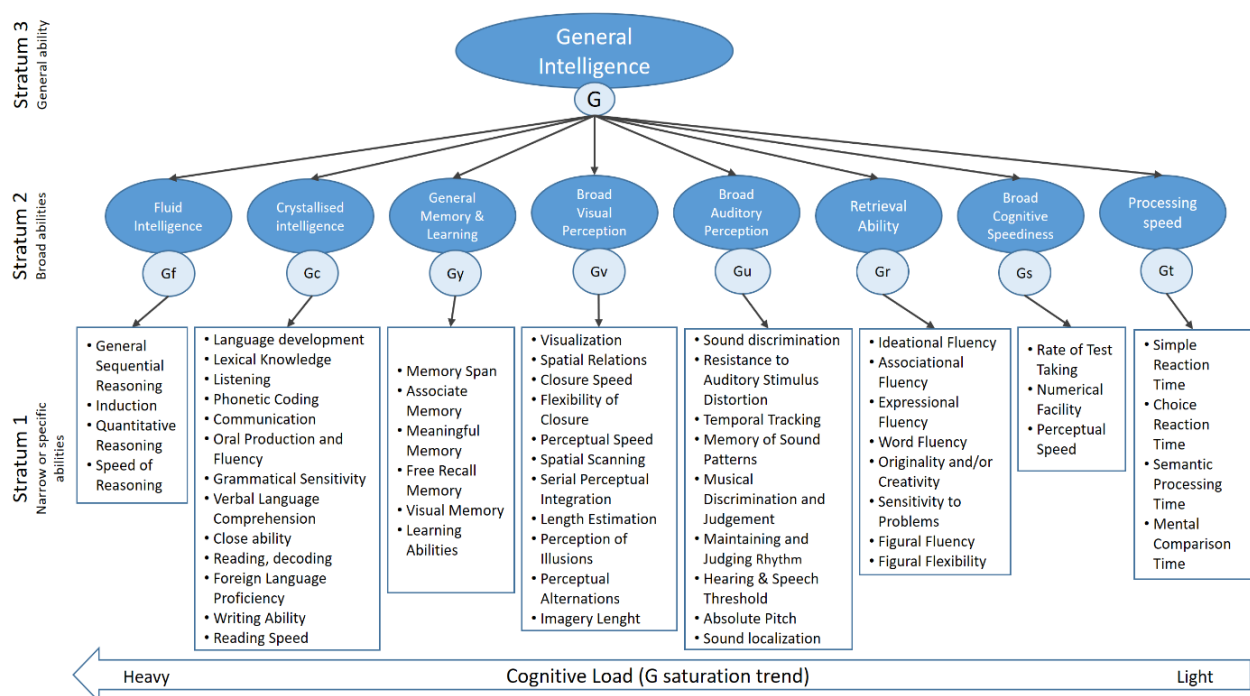 Stratum 3
General ability
General
Intelligence
G
Stratum 2
Broad abilities
Fluid
Intelligence
Crystallised
intelligence
General
Memory &
Learning
Broad
Visual
Perception
Broad
Auditory
Perception
Retrieval
Ability
Broad
Cognitive
Speediness
Processing
speed
Gf
Gc
Gy
Gv
Gu
Gr
Gs
Gt
Stratum 1
Narrow or specific
abilities
• General
Sequential
Reasoning
• Induction
• Quantitative
Reasoning
• Speed of
Reasoning
• Language development
• Lexical Knowledge
• Listening
• Phonetic Coding
• Communication
• Oral Production and
Fluency
• Grammatical Sensitivity
• Verbal Language
Comprehension
• Close ability
• Reading, decoding
• Foreign Language
Proficiency
• Writing Ability
• Reading Speed
• Memory Span
• Associate
Memory
• Meaningful
Memory
• Free Recall
Memory
• Visual Memory
• Learning
Abilities
• Visualization
• Spatial Relations
• Closure Speed
• Flexibility of
Closure
• Perceptual Speed
• Spatial Scanning
• Serial Perceptual
Integration
• Length Estimation
• Perception of
Illusions
• Perceptual
Alternations
• Imagery Lenght
• Sound discrimination
• Resistance to
Auditory Stimulus
Distortion
• Temporal Tracking
• Memory of Sound
Patterns
• Musical
Discrimination and
Judgement
• Maintaining and
Judging Rhythm
• Hearing & Speech
Threshold
• Absolute Pitch
• Sound localization
• Ideational Fluency
• Associational
Fluency
• Expressional
Fluency
• Word Fluency
• Originality and/or
Creativity
• Sensitivity to
Problems
• Figural Fluency
• Figural Flexibility
• Rate of Test
Taking
• Numerical
Facility
• Perceptual
Speed
• Simple
Reaction
Time
• Choice
Reaction
Time
• Semantic
Processing
Time
• Mental
Comparison
Time
Heavy
Cognitive Load (G saturation trend)
Light